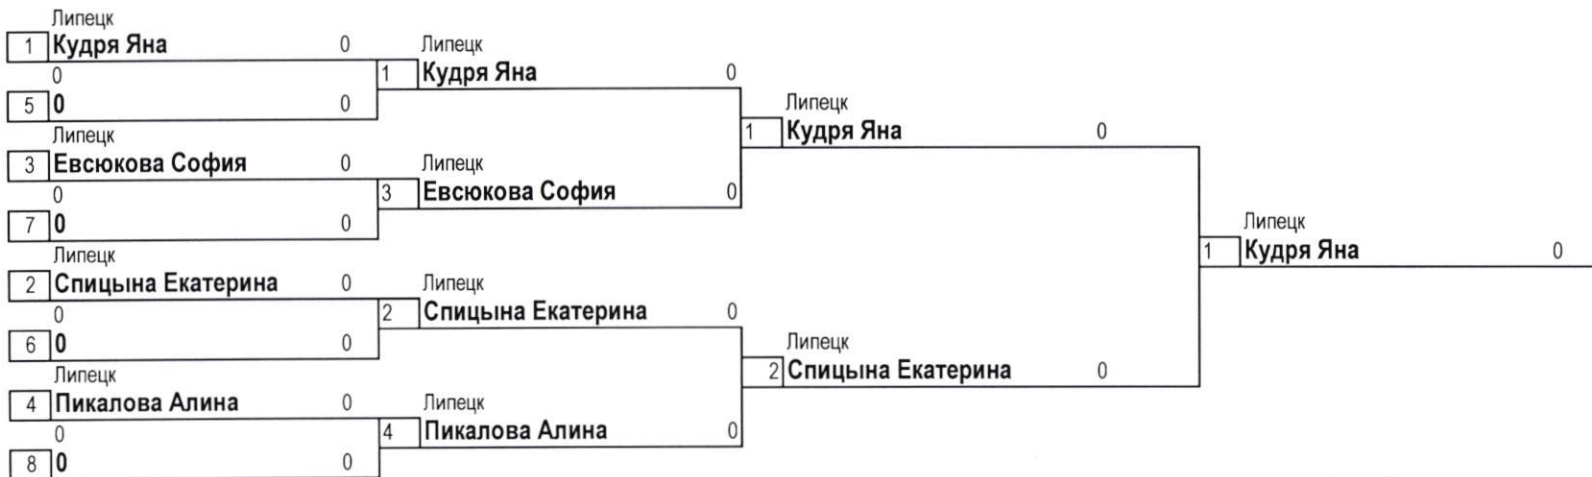 Липецк
1 Кудря Яна 0
0
5 0 0
Липецк
3 Евсюкова София 0
0
7 0 0
Липецк
2 Спицына Екатерина 0
0
6 0 0
Липецк
4 Пикалова Алина 0
0
8 0 0
Липецк
1 Кудря Яна 0
Липецк
3 Евсюкова София 0
Липецк
2 Спицына Екатерина 0
Липецк
4 Пикалова Алина 0
Липецк
1 Кудря Яна 0
Липецк
2 Спицына Екатерина 0
Липецк
1 Кудря Яна 0